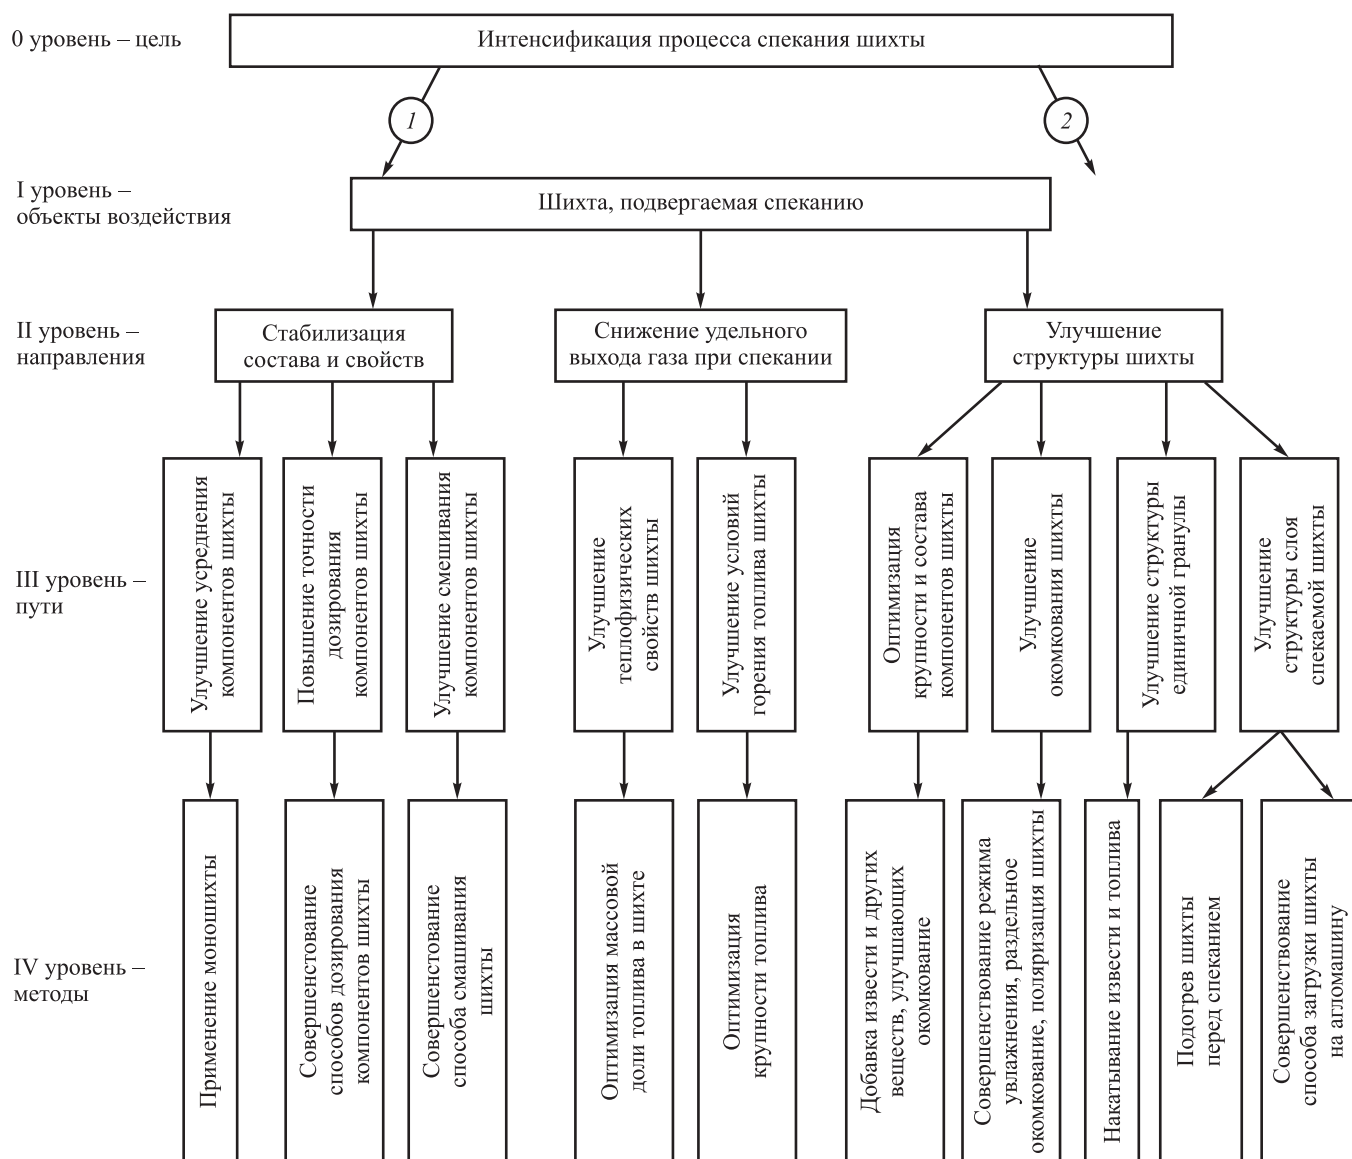 0 уровень – цель
Интенсификация процесса спекания шихты
1
2
I уровень –
объекты воздействия
Шихта, подвергаемая спеканию
II уровень –
направления
Стабилизация
состава и свойств
Снижение удельного
выхода газа при спекании
Улучшение
структуры шихты
III уровень –
пути
Улучшение усреднения
компонентов шихты
Повышение точности
дозирования
компонентов шихты
Улучшение смешивания
компонентов шихты
Улучшение
теплофизических
свойств шихты
Улучшение условий
горения топлива шихты
Оптимизация
крупности и состава
компонентов шихты
Улучшение
окомкования шихты
Улучшение структуры
единичной гранулы
Улучшение
структуры слоя
спекаемой шихты
IV уровень –
методы
Применение моношихты
Совершенстование
способов дозирования
компонентов шихты
Совершенстование
способа смашивания
шихты
Оптимизация массовой
доли топлива в шихте
Оптимизация
крупности топлива
Добавка извести и других
веществ, улучшающих
окомкование
Совершенствование режима
увлажнения, раздельное
окомкование, поляризация шихты
Накатывание извести и топлива
Подогрев шихты
перед спеканием
Совершенствование
способа загрузки шихты
на агломашину